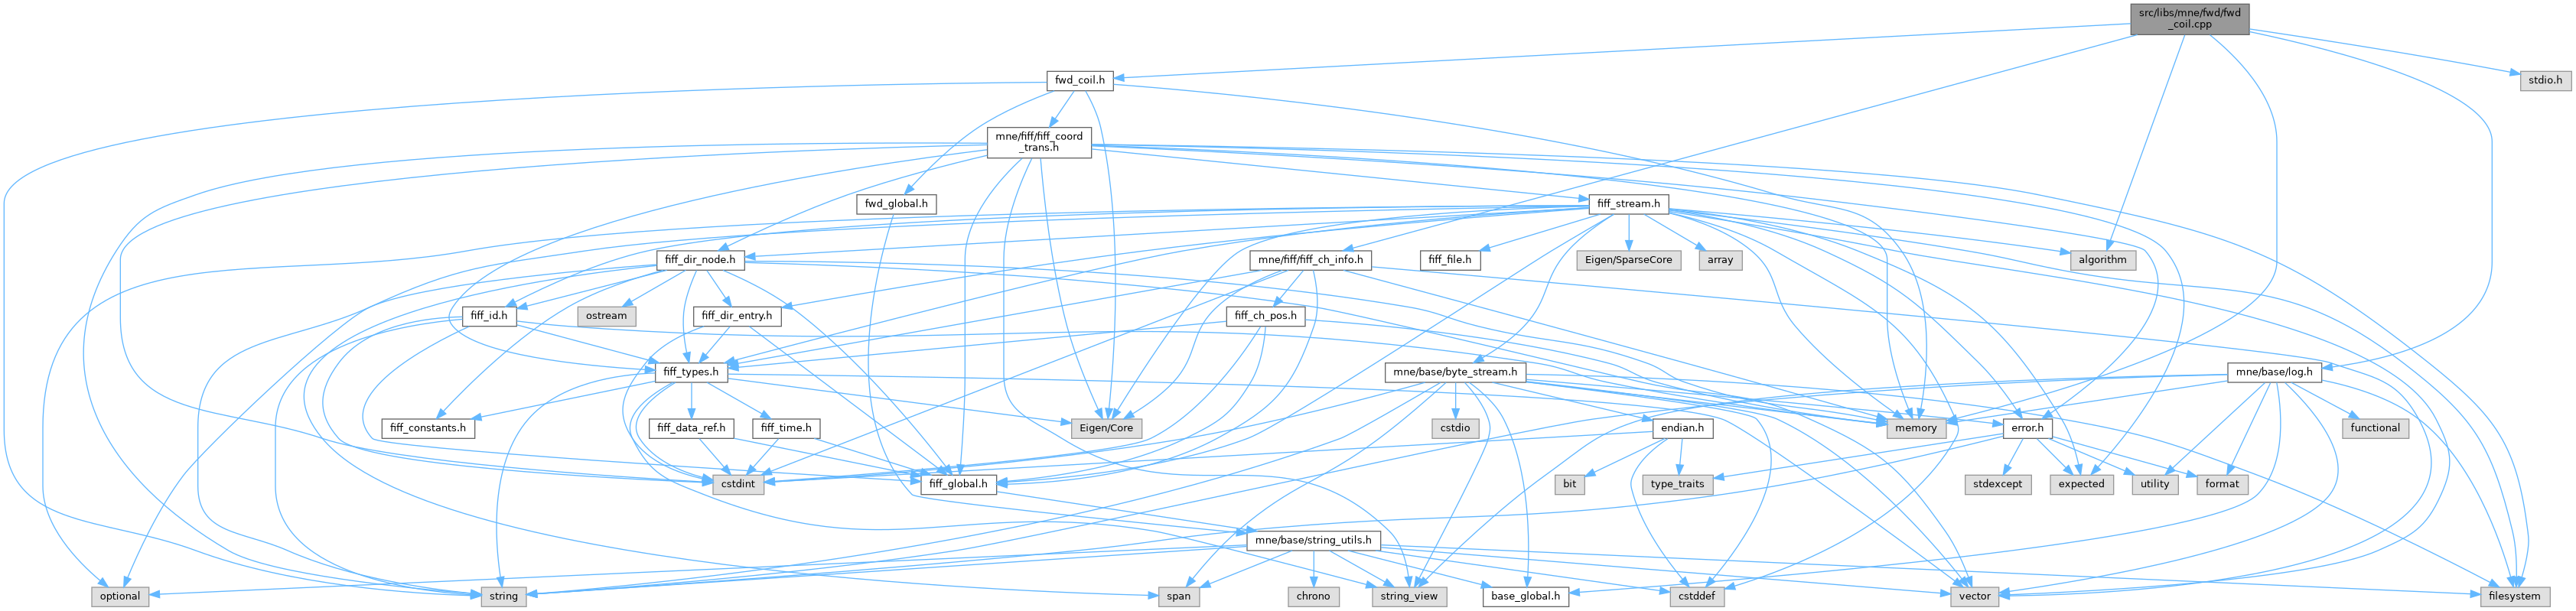 src/libs/mne/fwd/fwd
_coil.cpp
fwd_coil.h
stdio.h
mne/fiff/fiff_coord
_trans.h
fwd_global.h
fiff_stream.h
fiff_dir_node.h
mne/fiff/fiff_ch_info.h
fiff_file.h
Eigen/SparseCore
array
algorithm
fiff_id.h
ostream
fiff_dir_entry.h
fiff_ch_pos.h
fiff_types.h
mne/base/byte_stream.h
mne/base/log.h
fiff_constants.h
fiff_data_ref.h
fiff_time.h
Eigen/Core
cstdio
endian.h
memory
error.h
functional
cstdint
fiff_global.h
bit
type_traits
stdexcept
expected
utility
format
mne/base/string_utils.h
optional
string
span
chrono
string_view
base_global.h
cstddef
vector
filesystem